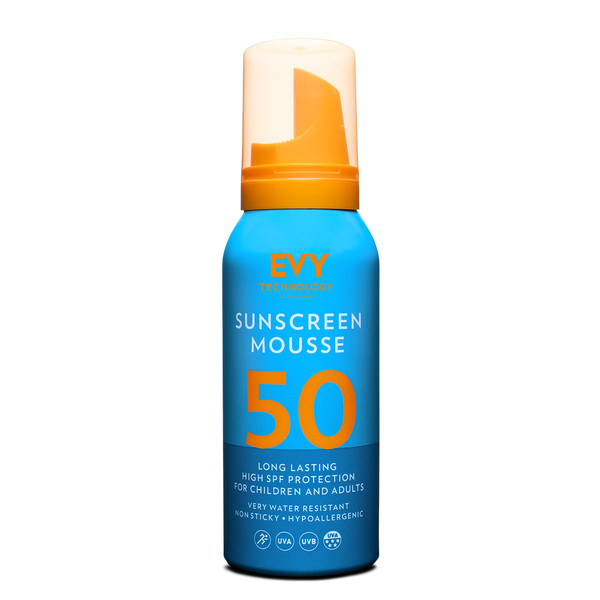 EVY
TECHNOLOGY
SUNSCREEN
MOUSSE
50
LONG LASTING
HIGH SPF PROTECTION
FOR CHILDREN AND ADULTS
VERY WATER RESISTANT
NON STICKY • HYPOALLERGENIC
UVA UVB UVA